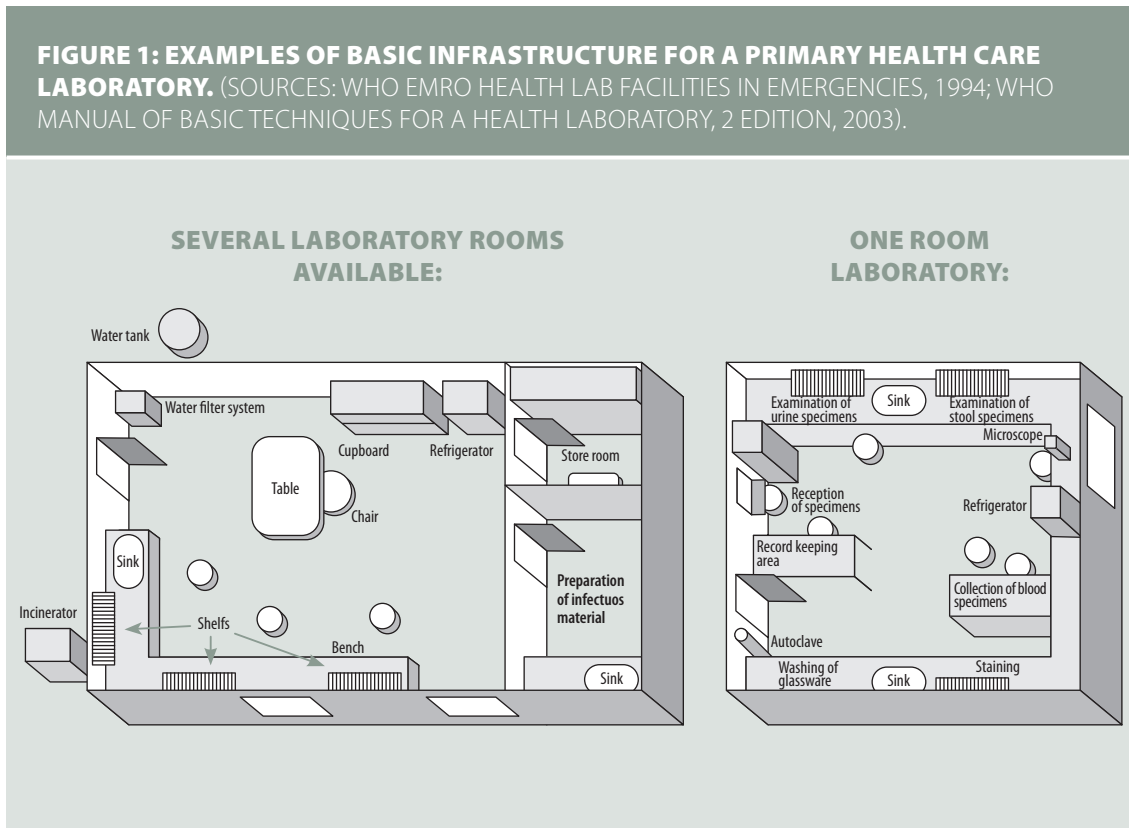 FIGURE 1: EXAMPLES OF BASIC INFRASTRUCTURE FOR A PRIMARY HEALTH CARE
LABORATORY. (SOURCES: WHO EMRO HEALTH LAB FACILITIES IN EMERGENCIES, 1994; WHO
MANUAL OF BASIC TECHNIQUES FOR A HEALTH LABORATORY, 2 EDITION, 2003).
SEVERAL LABORATORY ROOMS
AVAILABLE:
Water tank
Water filter system
Cupboard
Refrigerator
Store room
Table
Chair
Sink
Preparation
of infectuos
material
Incinerator
Shelfs
Bench
Sink
ONE ROOM
LABORATORY:
Examination of
urine specimens
Sink
Examination of
stool specimens
Microscope
Reception
of specimens
Refrigerator
Record keeping
area
Collection of blood
specimens
Autoclave
Washing of
glassware
Sink
Staining